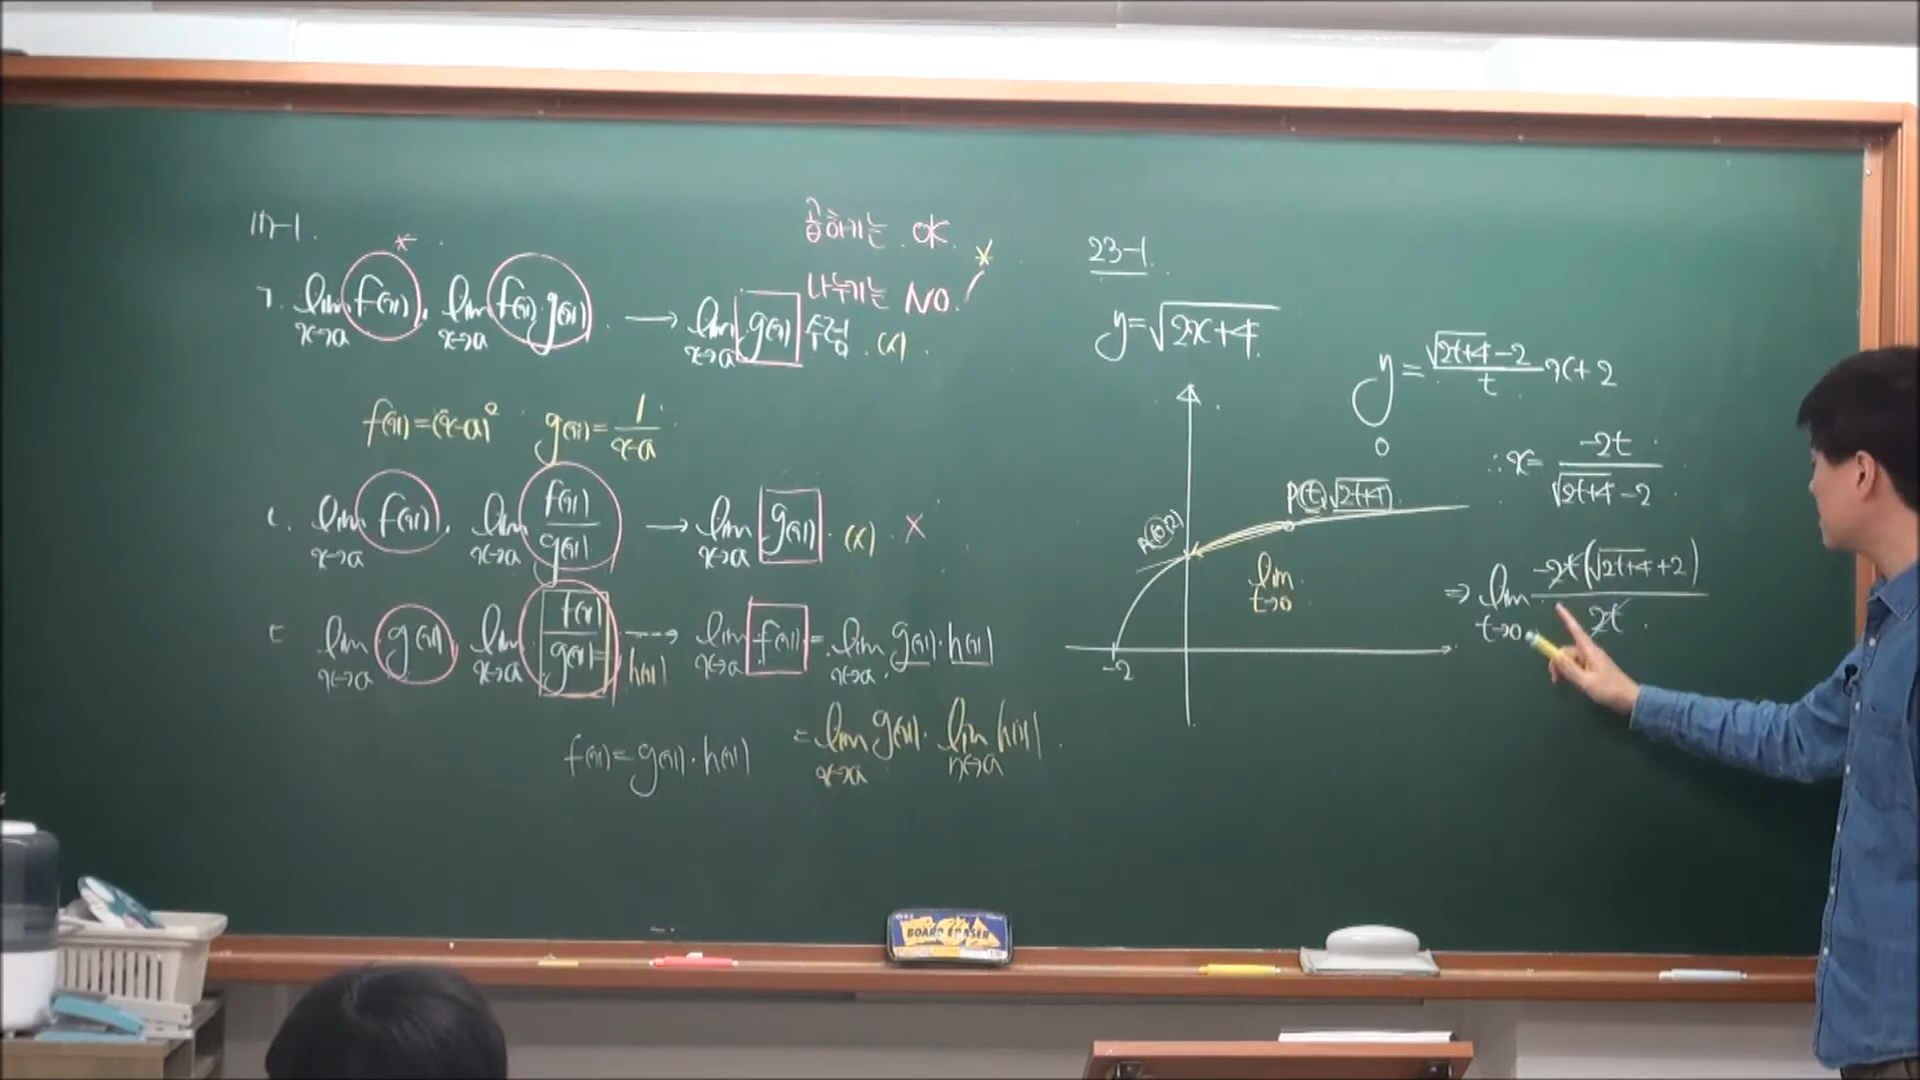 17-1.
ㄱ. lim x→a f(x), lim x→a f(x)·g(x) → lim x→a g(x) (x).
곱하기는 OK.
나누기는 NO.
수렴
f(x)=(x-a)² g(x)=1/(x-a)
ㄴ. lim x→a f(x), lim x→a f(x)/g(x) → lim x→a g(x). (x) X
ㄷ lim x→a g(x) lim x→a f(x)/g(x) = h(x) → lim x→a f(x) = lim x→a g(x)·h(x)
f(x)=g(x)·h(x) = lim x→a g(x)· lim x→a h(x).
23-1.
y=√(2x+4)
y= (√(2t+4) -2)/t x+2
0
∴ x= -2t/(√(2t+4) -2)
P(t, √(2t+4))
A(0,2)
lim t→0
-2
⇒ lim t→0 -2t(√(2t+4)+2)/2t
BOARD ERASER